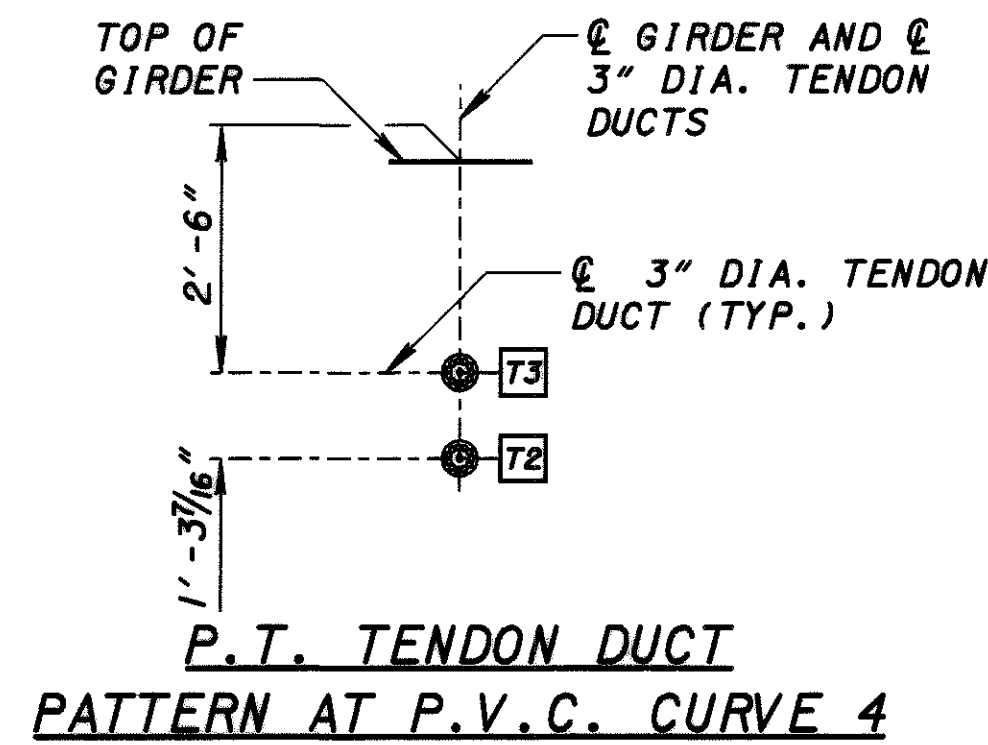 TOP OF
GIRDER
℄ GIRDER AND ℄
3" DIA. TENDON
DUCTS
2'-6"
℄ 3" DIA. TENDON
DUCT (TYP.)
T3
T2
1'-3 7/16"
P.T. TENDON DUCT
PATTERN AT P.V.C. CURVE 4